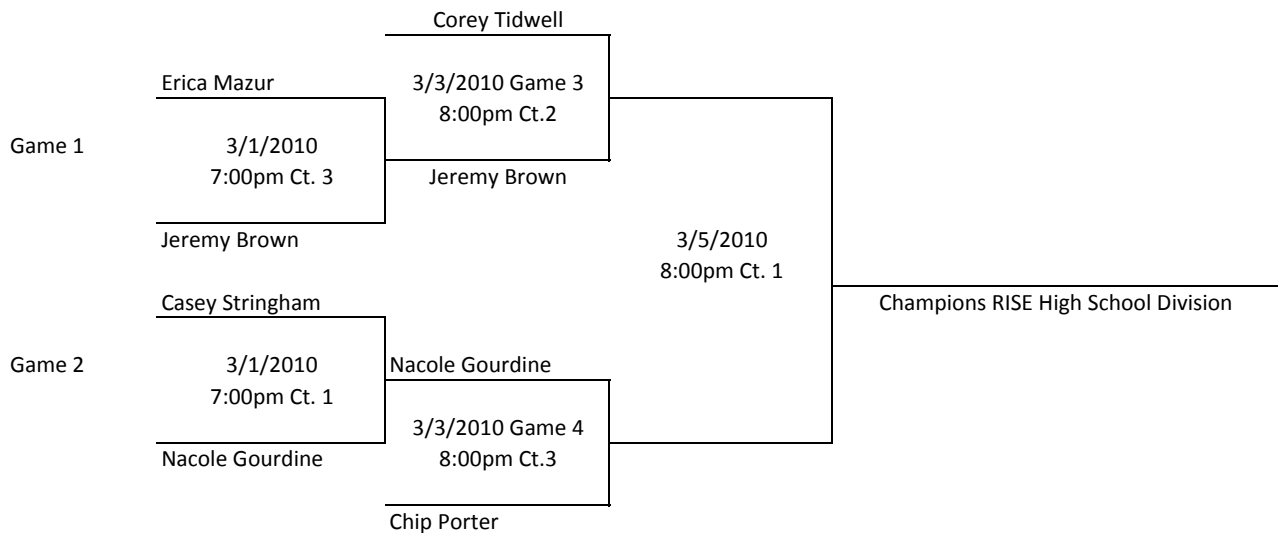 Corey Tidwell
Erica Mazur
3/3/2010 Game 3
8:00pm Ct.2
Game 1
3/1/2010
7:00pm Ct. 3
Jeremy Brown
Jeremy Brown
3/5/2010
8:00pm Ct. 1
Casey Stringham
Champions RISE High School Division
Game 2
3/1/2010
7:00pm Ct. 1
Nacole Gourdine
3/3/2010 Game 4
8:00pm Ct.3
Nacole Gourdine
Chip Porter